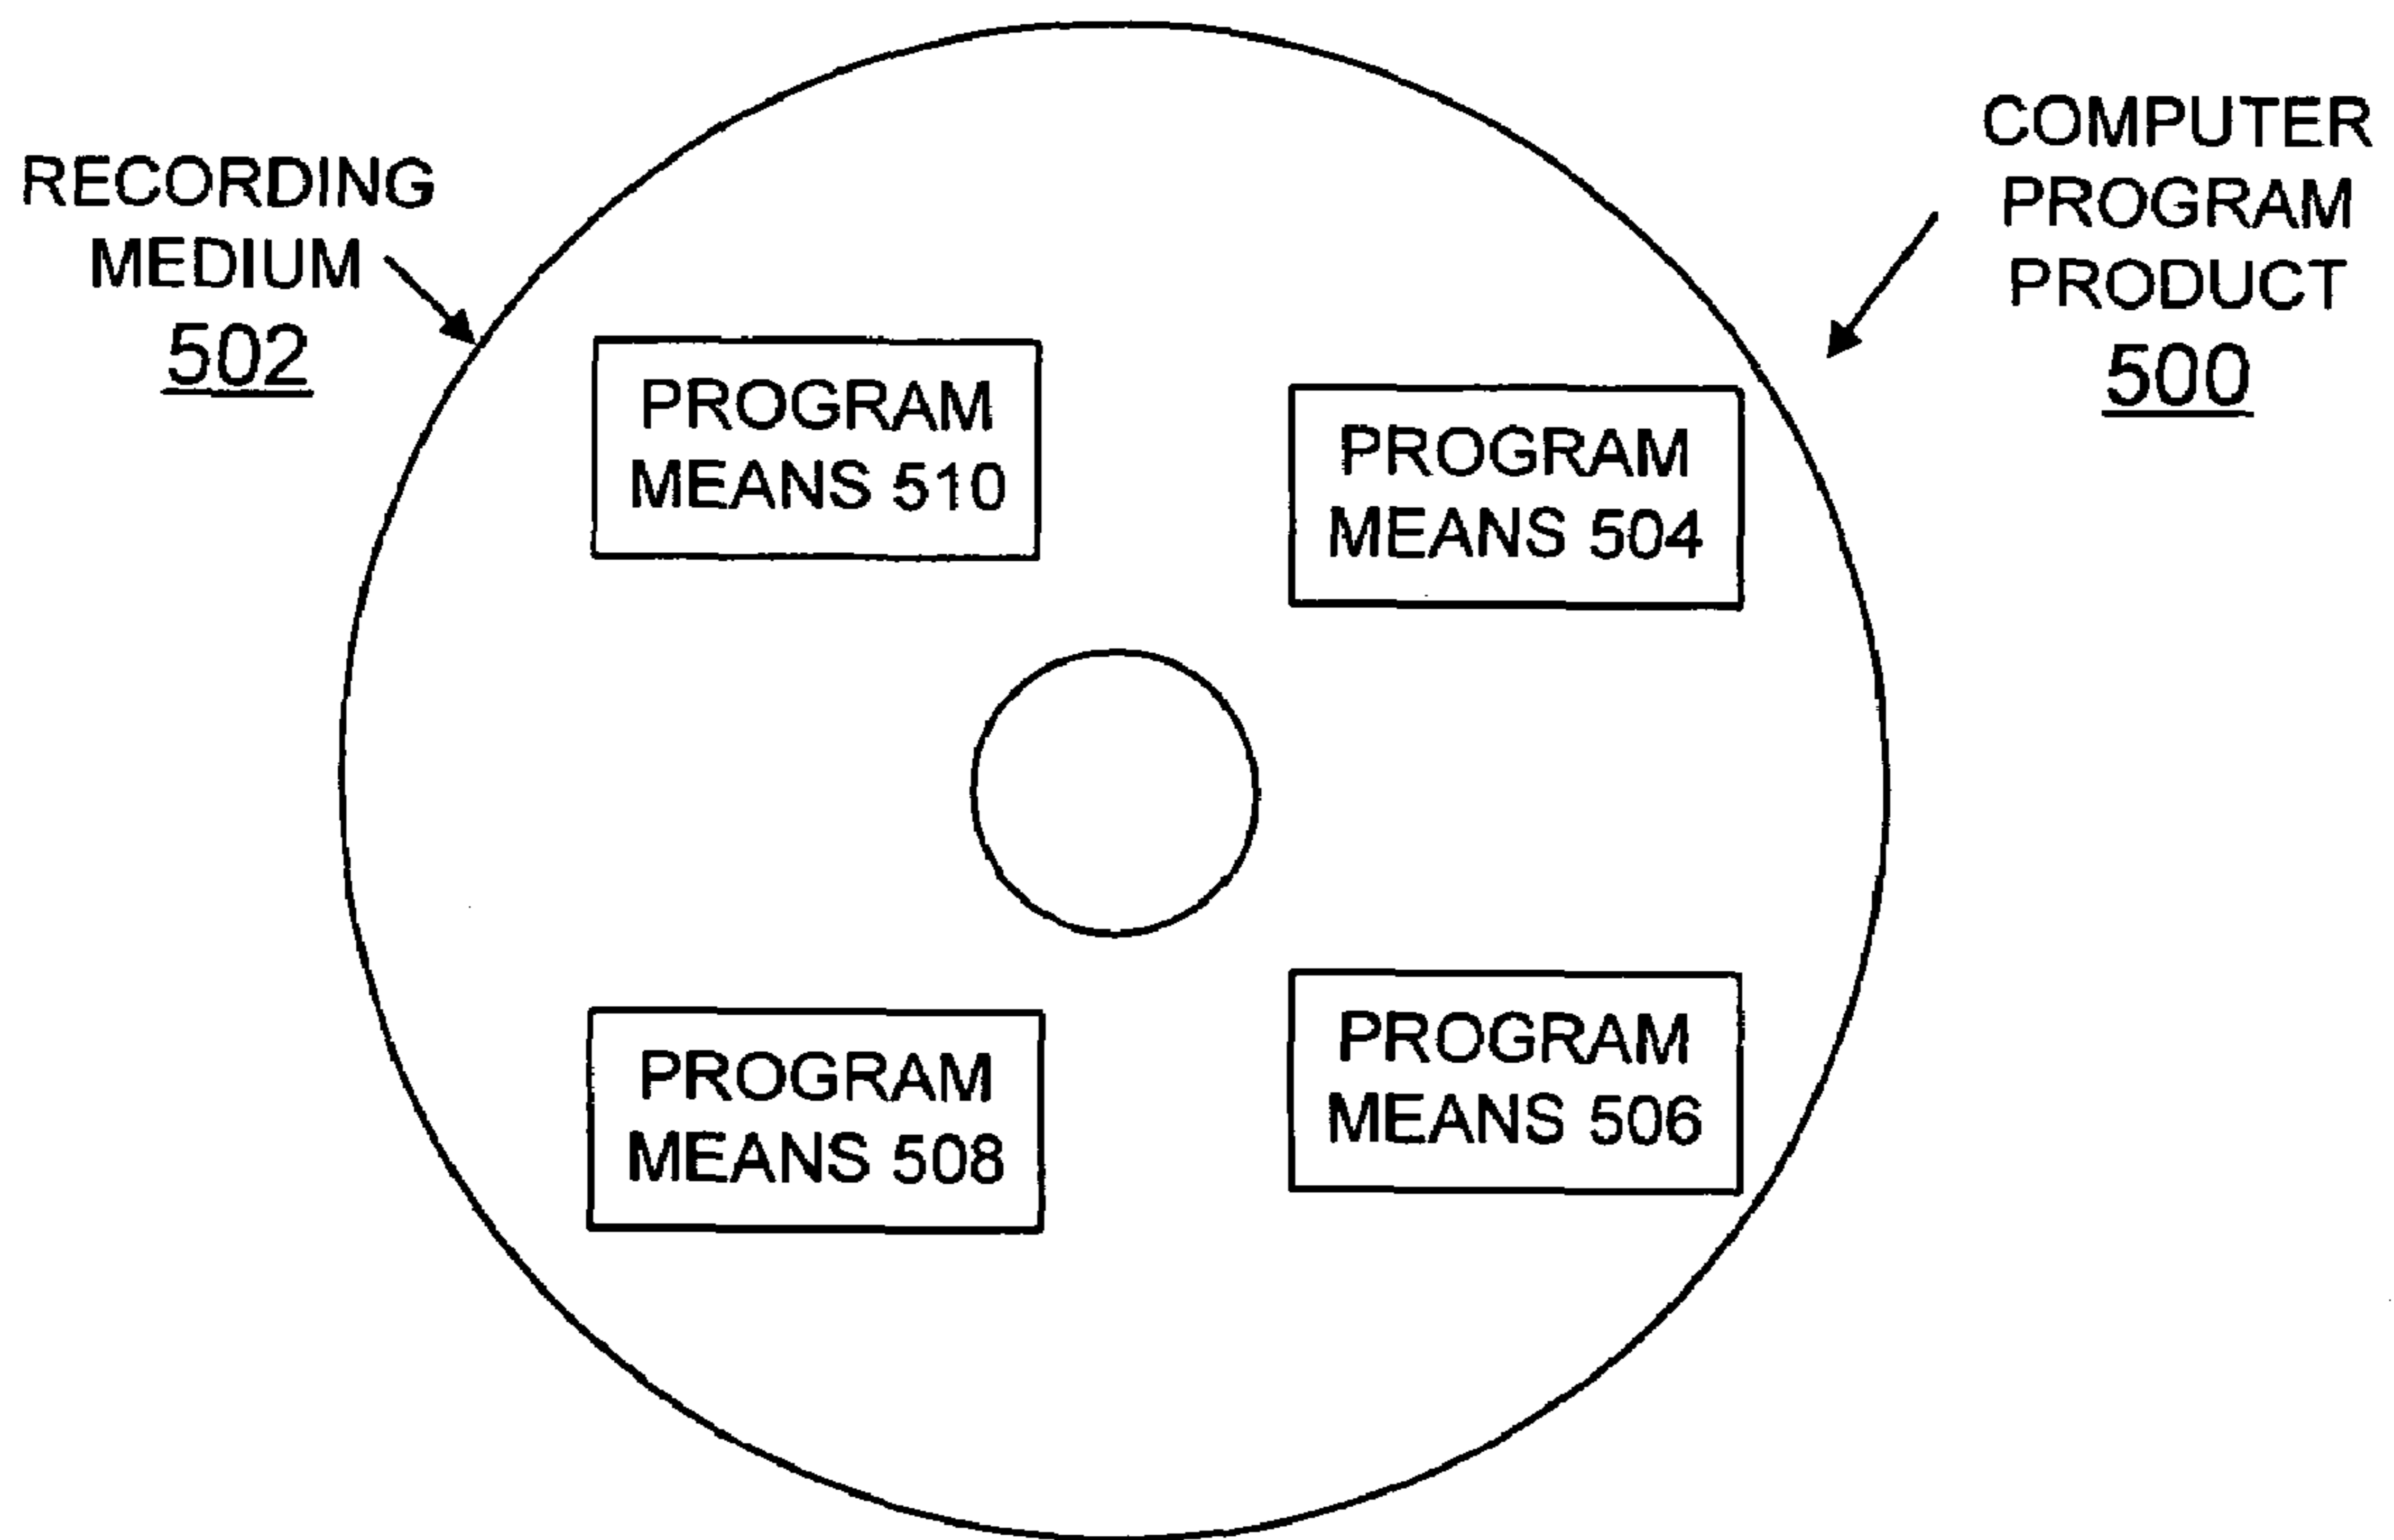 RECORDING
MEDIUM
502
COMPUTER
PROGRAM
PRODUCT
500
PROGRAM
MEANS 510
PROGRAM
MEANS 504
PROGRAM
MEANS 508
PROGRAM
MEANS 506